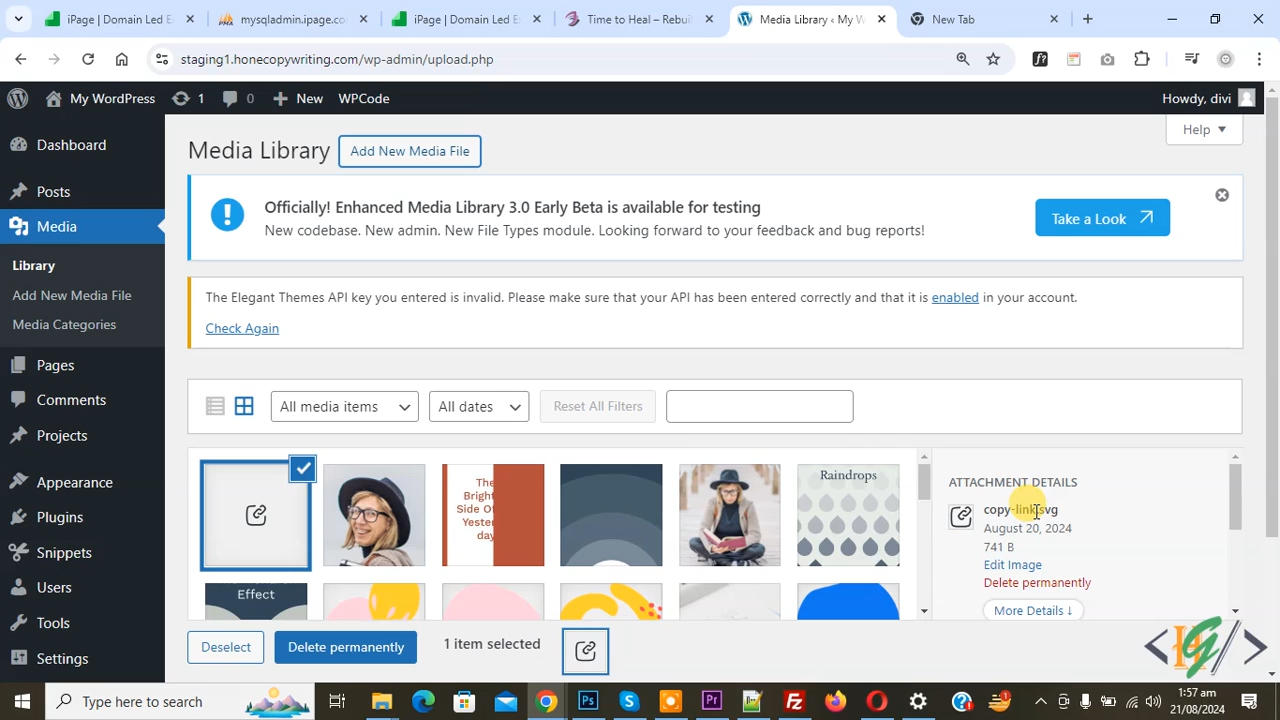 iPage | Domain Led E
mysqladmin.ipage.co
iPage | Domain Led E
Time to Heal – Rebui
Media Library ‹ My W
New Tab
staging1.honecopywriting.com/wp-admin/upload.php
My WordPress
1
0
New
WPCode
Howdy, divi
Help
Dashboard
Posts
Media
Library
Add New Media File
Media Categories
Pages
Comments
Projects
Appearance
Plugins
Snippets
Users
Tools
Settings
Media Library
Add New Media File
Officially! Enhanced Media Library 3.0 Early Beta is available for testing
New codebase. New admin. New File Types module. Looking forward to your feedback and bug reports!
Take a Look
The Elegant Themes API key you entered is invalid. Please make sure that your API has been entered correctly and that it is enabled in your account.
Check Again
All media items
All dates
Reset All Filters
The
Bright
Side Of
Yester
day
Raindrops
Effect
ATTACHMENT DETAILS
copy-link.svg
August 20, 2024
741 B
Edit Image
Delete permanently
More Details ↓
Deselect
Delete permanently
1 item selected
Type here to search
1:57 am
21/08/2024